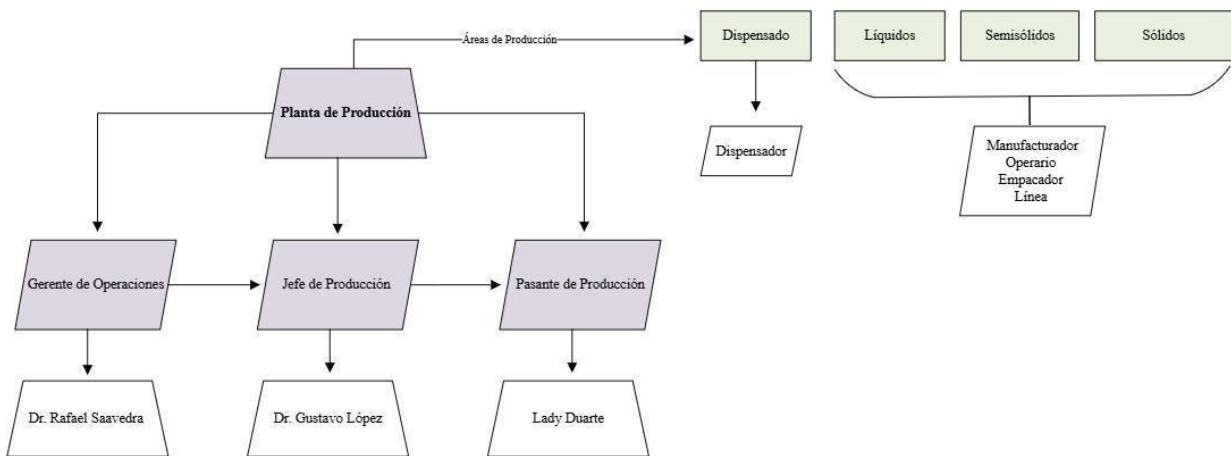 Áreas de Producción
Dispensado
Líquidos
Semisólidos
Sólidos
Planta de Producción
Dispensador
Manufacturador
Operario
Empacador
Línea
Gerente de Operaciones
Jefe de Producción
Pasante de Producción
Dr. Rafael Saavedra
Dr. Gustavo López
Lady Duarte